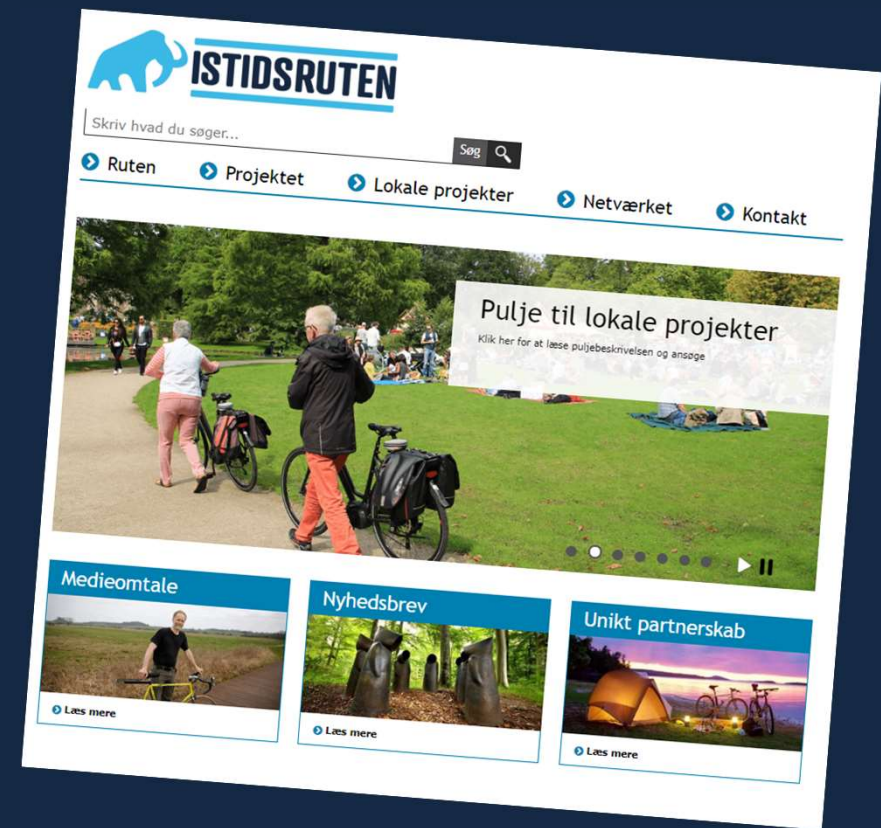 ISTIDSRUTEN
Skriv hvad du søger...
Søg
Ruten
Projektet
Lokale projekter
Netværket
Kontakt
Pulje til lokale projekter
Klik her for at læse puljebeskrivelsen og ansøge
Medieomtale
Læs mere
Nyhedsbrev
Læs mere
Unikt partnerskab
Læs mere